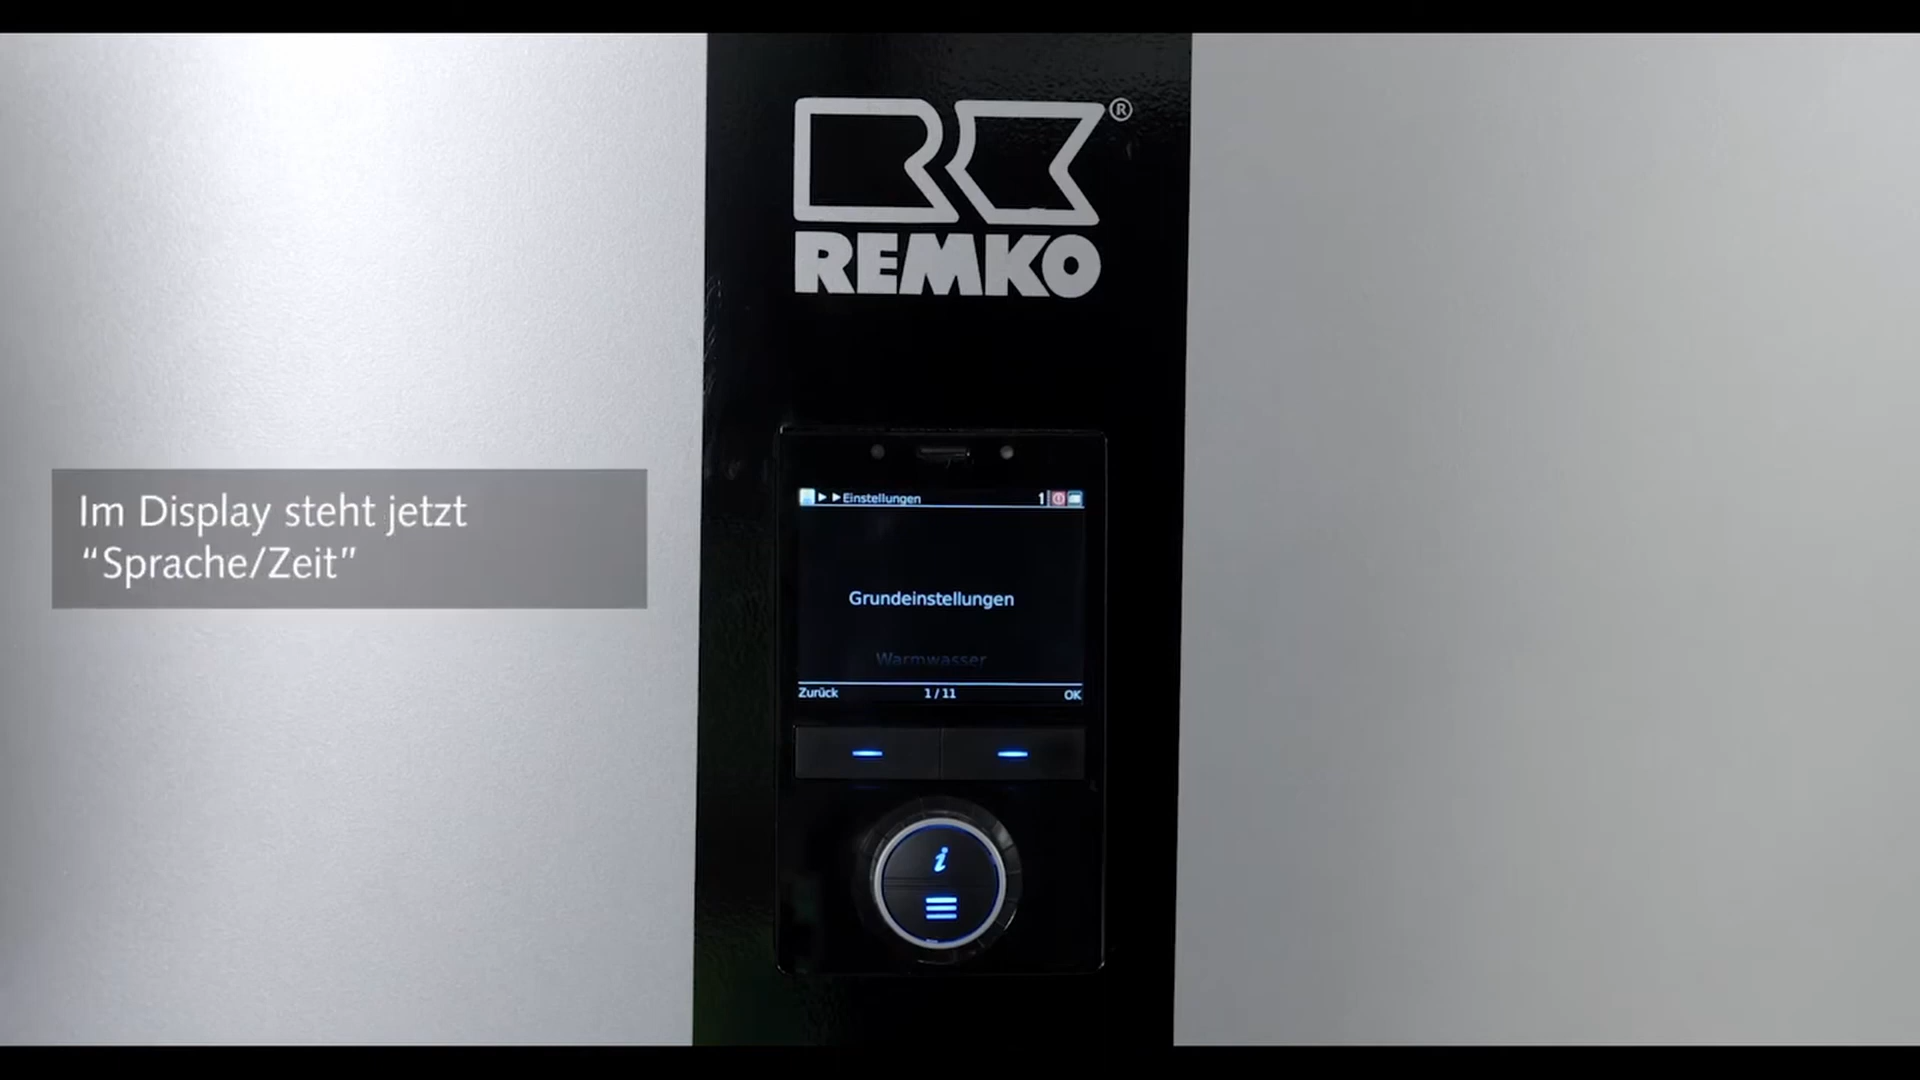 ®
REMKO
Im Display steht jetzt
“Sprache/Zeit”
Einstellungen 1
Grundeinstellungen
Warmwasser
Zurück 1 / 11 OK
i